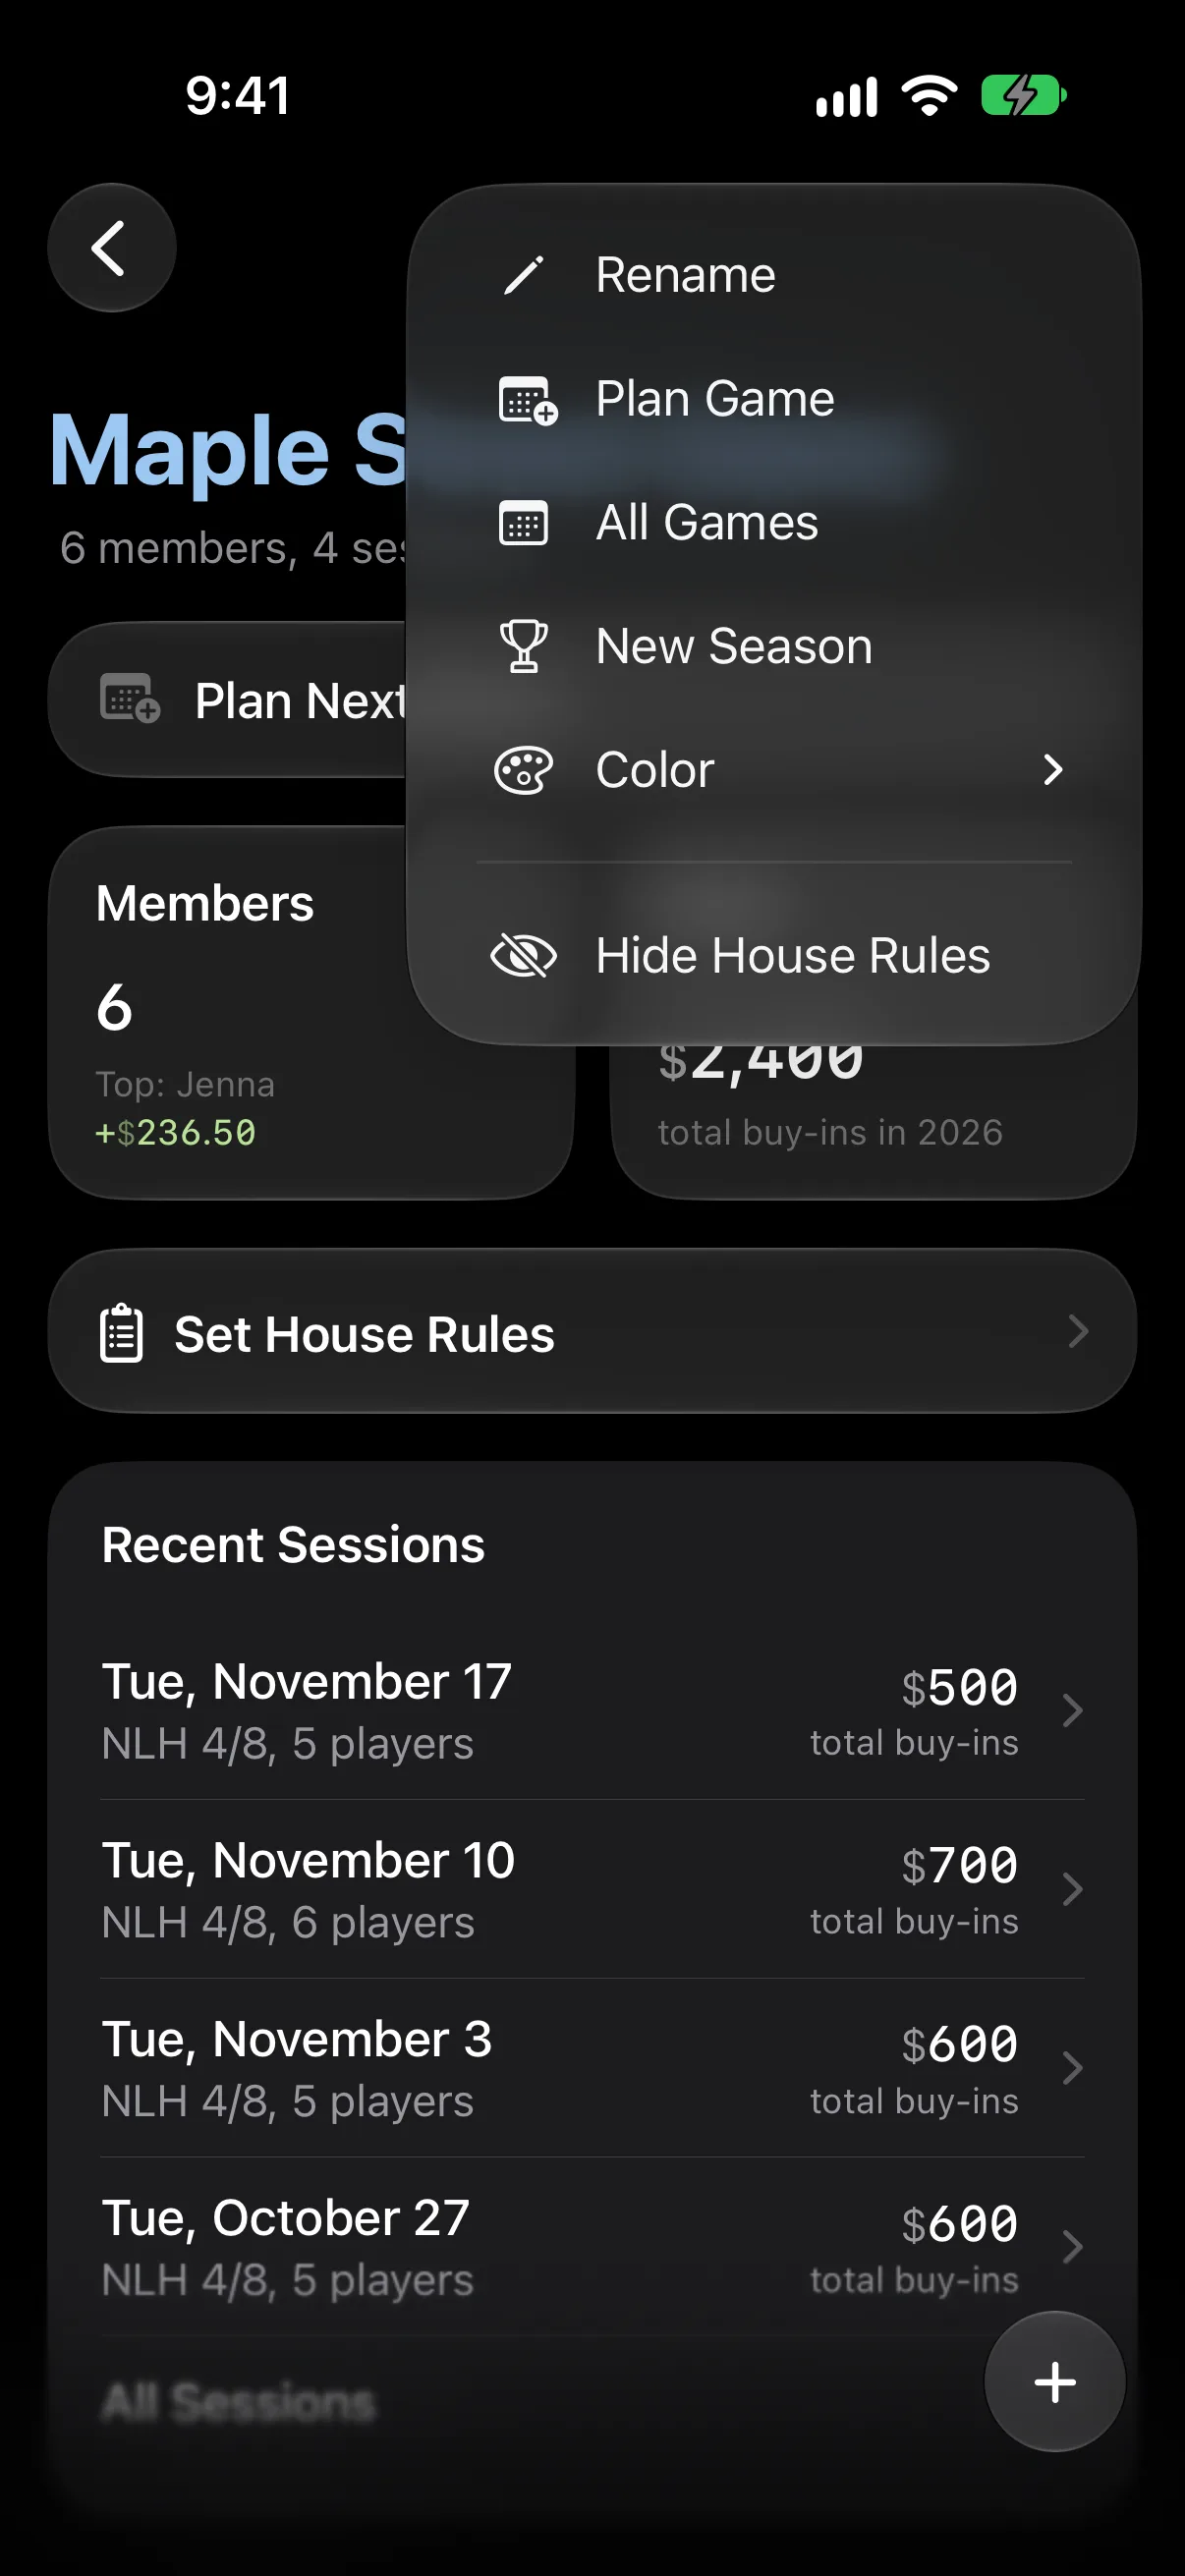 9:41
Rename
Plan Game
All Games
New Season
Color
Hide House Rules
Maple S
6 members, 4 ses
Plan Next
Members
6
Top: Jenna
+$236.50
$2,400
total buy-ins in 2026
Set House Rules
Recent Sessions
Tue, November 17
$500
NLH 4/8, 5 players
total buy-ins
Tue, November 10
$700
NLH 4/8, 6 players
total buy-ins
Tue, November 3
$600
NLH 4/8, 5 players
total buy-ins
Tue, October 27
$600
NLH 4/8, 5 players
total buy-ins
All Sessions